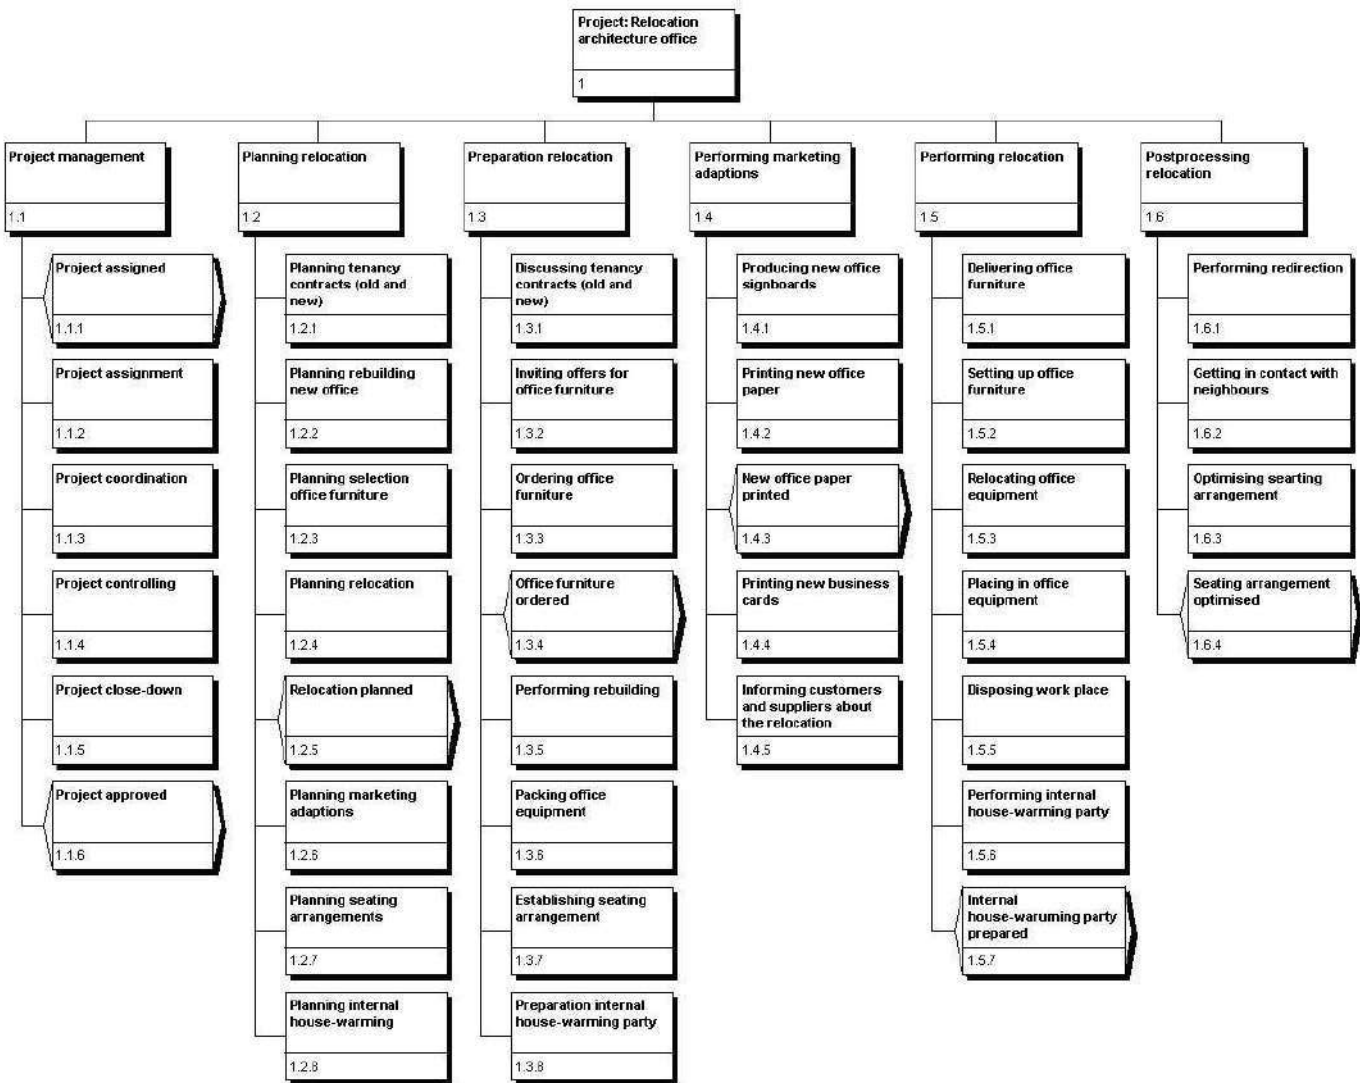 Project: Relocation
architecture office
1
Project management
1.1
Project assigned
1.1.1
Project assignment
1.1.2
Project coordination
1.1.3
Project controlling
1.1.4
Project close-down
1.1.5
Project approved
1.1.6
Planning relocation
1.2
Planning tenancy
contracts (old and
new)
1.2.1
Planning rebuilding
new office
1.2.2
Planning selection
office furniture
1.2.3
Planning relocation
1.2.4
Relocation planned
1.2.5
Planning marketing
adaptions
1.2.6
Planning seating
arrangements
1.2.7
Planning internal
house-warming
1.2.8
Preparation relocation
1.3
Discussing tenancy
contracts (old and
new)
1.3.1
Inviting offers for
office furniture
1.3.2
Ordering office
furniture
1.3.3
Office furniture
ordered
1.3.4
Performing rebuilding
1.3.5
Packing office
equipment
1.3.6
Establishing seating
arrangement
1.3.7
Preparation internal
house-warming party
1.3.8
Performing marketing
adaptions
1.4
Producing new office
signboards
1.4.1
Printing new office
paper
1.4.2
New office paper
printed
1.4.3
Printing new business
cards
1.4.4
Informing customers
and suppliers about
the relocation
1.4.5
Performing relocation
1.5
Delivering office
furniture
1.5.1
Setting up office
furniture
1.5.2
Relocating office
equipment
1.5.3
Placing in office
equipment
1.5.4
Disposing work place
1.5.5
Performing internal
house-warming party
1.5.6
Internal
house-waruming party
prepared
1.5.7
Postprocessing
relocation
1.6
Performing redirection
1.6.1
Getting in contact with
neighbours
1.6.2
Optimising searting
arrangement
1.6.3
Seating arrangement
optimised
1.6.4